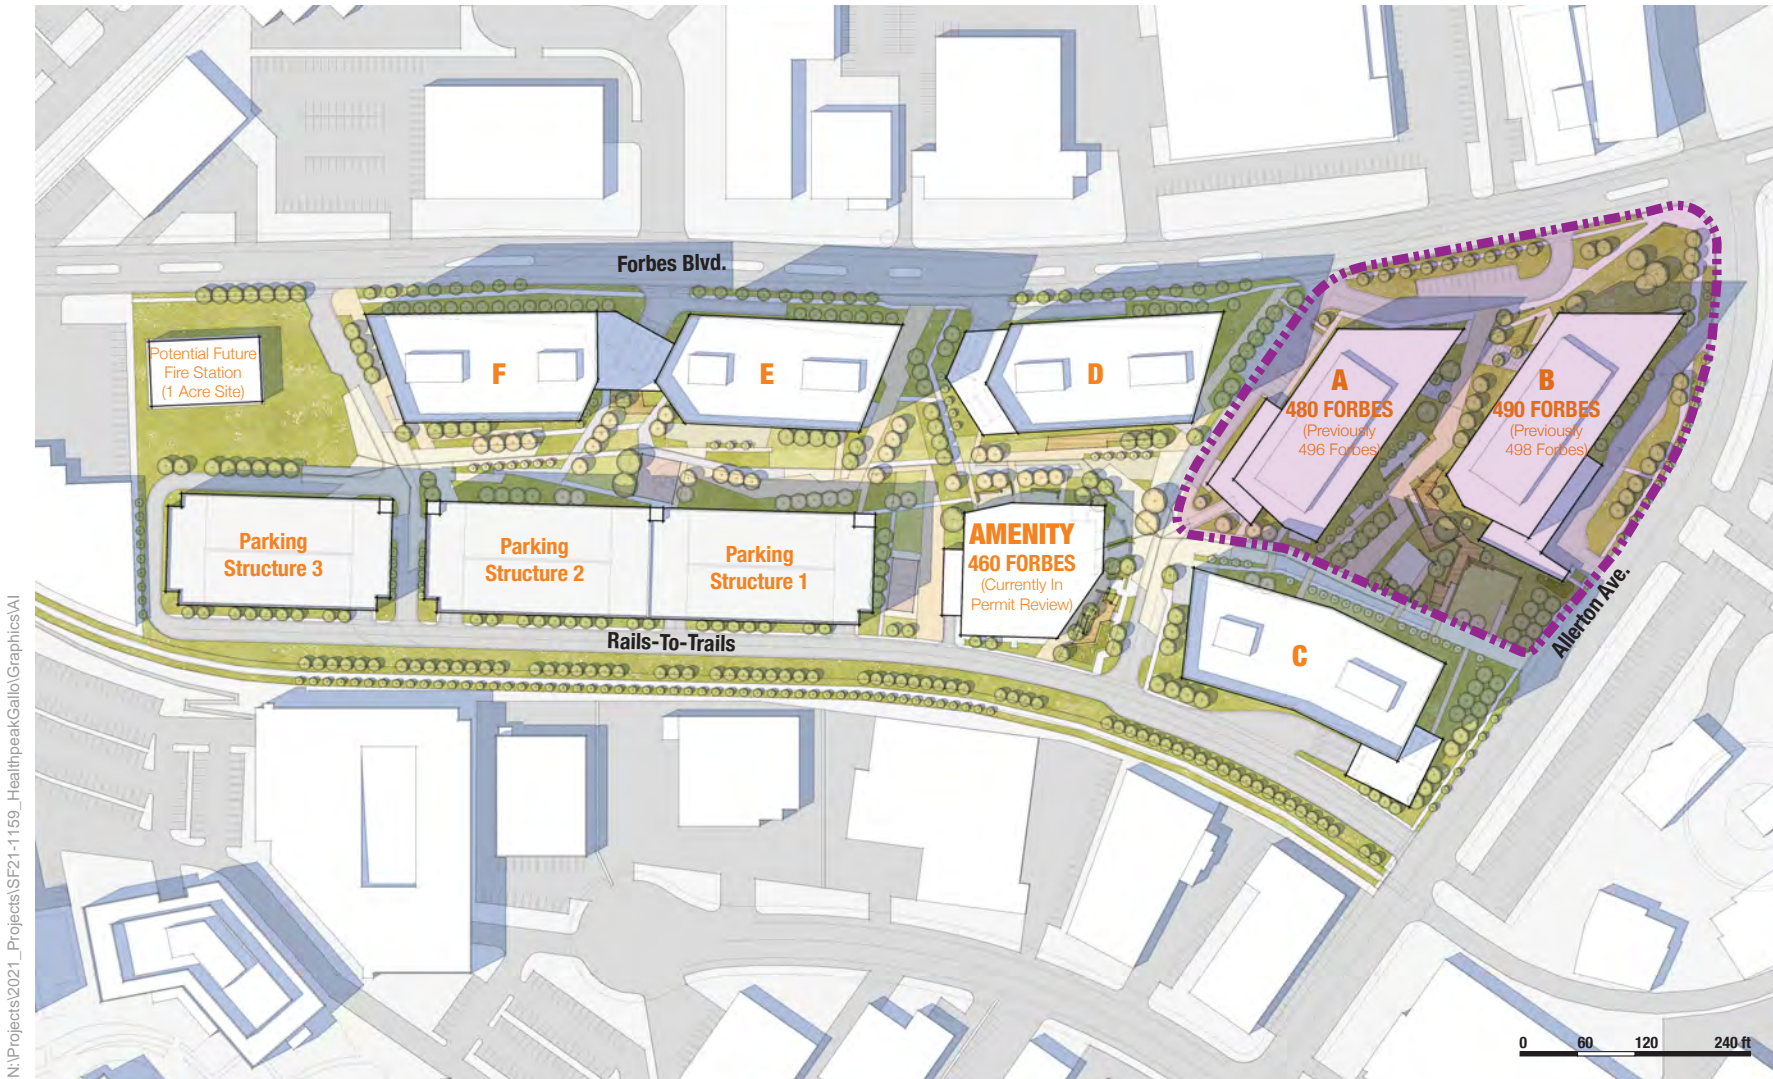 Forbes Blvd.
Potential Future
Fire Station
(1 Acre Site)
F
E
D
A
480 FORBES
(Previously
496 Forbes)
B
490 FORBES
(Previously
498 Forbes)
Parking
Structure 3
Parking
Structure 2
Parking
Structure 1
AMENITY
460 FORBES
(Currently In
Permit Review)
Rails-To-Trails
C
Allerton Ave.
0 60 120 240 ft
N:\Projects\2021_Projects\SF21-1159_HealthpeakGallo\Graphics\AI